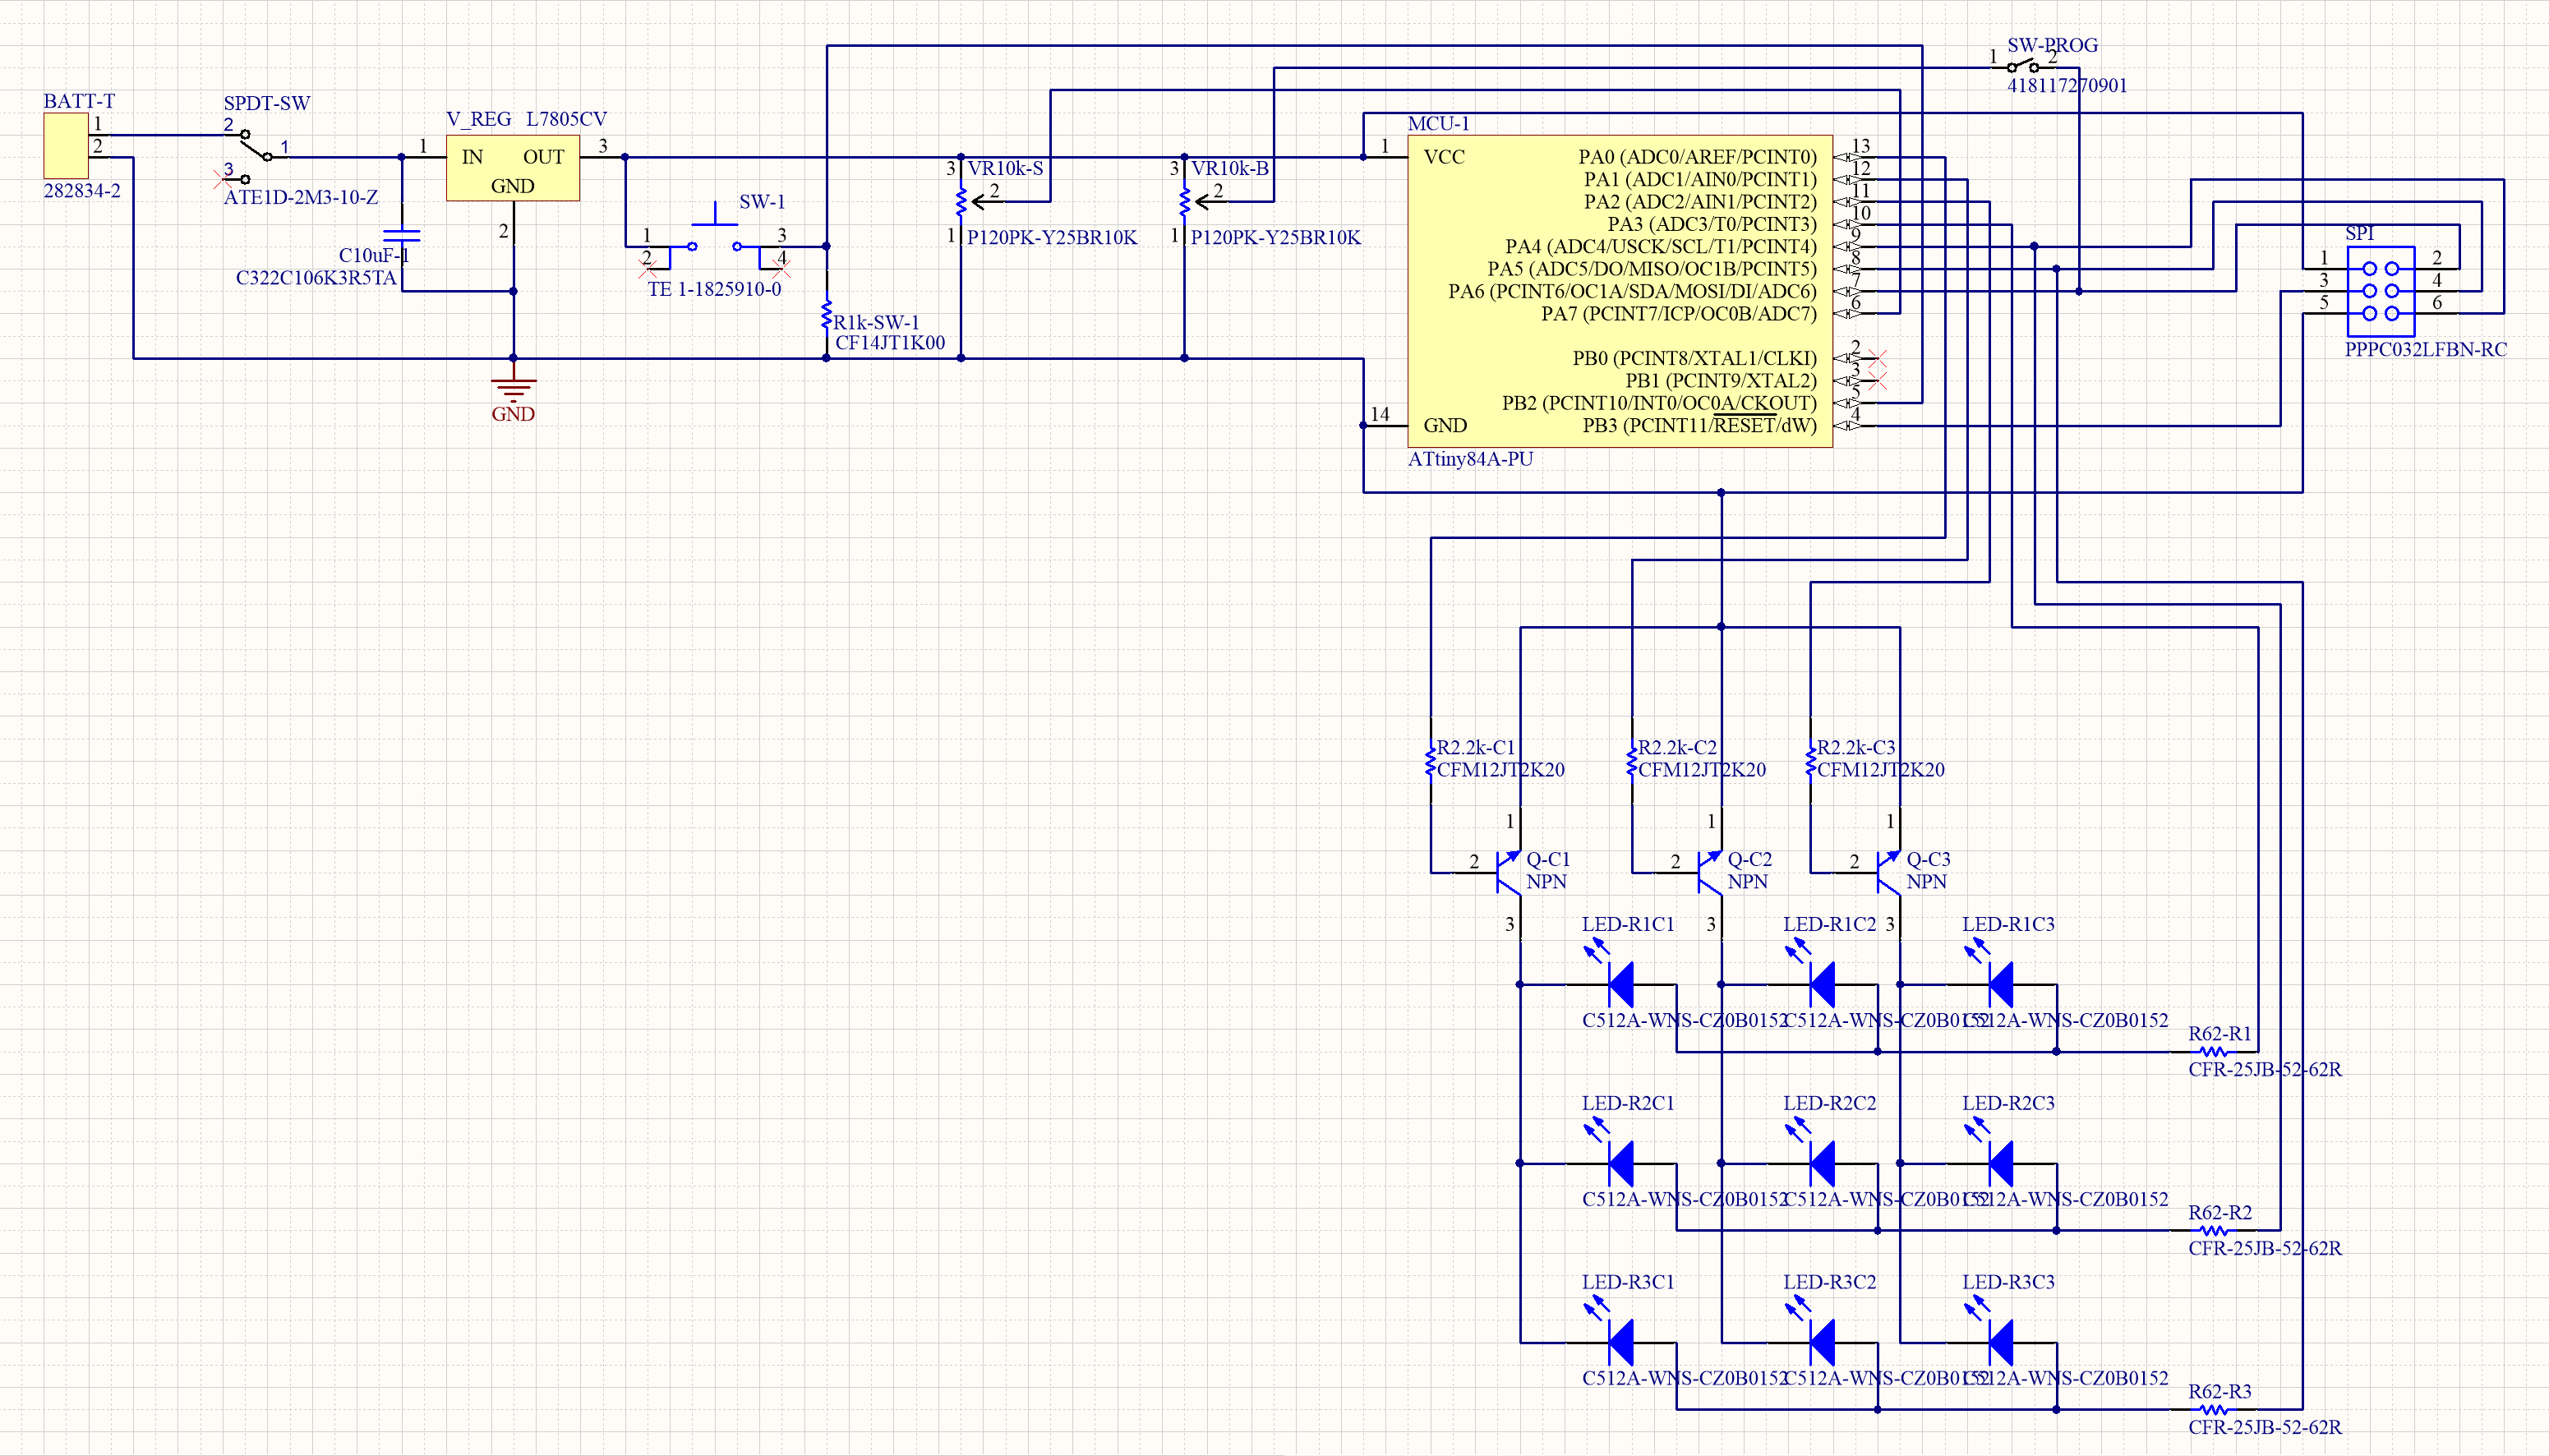 BATT-T
1
2
282834-2
SPDT-SW
2
1
3
ATE1D-2M3-10-Z
V_REG L7805CV
1
IN OUT
3
GND
2
C10uF-1
C322C106K3R5TA
GND
SW-1
1
3
2
4
TE 1-1825910-0
R1k-SW-1
CF14JT1K00
3
VR10k-S
2
1
P120PK-Y25BR10K
3
VR10k-B
2
1
P120PK-Y25BR10K
SW-PROG
1
2
418117270901
MCU-1
1
VCC
14
GND
PA0 (ADC0/AREF/PCINT0)
13
PA1 (ADC1/AIN0/PCINT1)
12
PA2 (ADC2/AIN1/PCINT2)
11
PA3 (ADC3/T0/PCINT3)
10
PA4 (ADC4/USCK/SCL/T1/PCINT4)
9
PA5 (ADC5/DO/MISO/OC1B/PCINT5)
8
PA6 (PCINT6/OC1A/SDA/MOSI/DI/ADC6)
7
PA7 (PCINT7/ICP/OC0B/ADC7)
6
PB0 (PCINT8/XTAL1/CLKI)
2
PB1 (PCINT9/XTAL2)
3
PB2 (PCINT10/INT0/OC0A/CKOUT)
5
PB3 (PCINT11/RESET/dW)
4
ATtiny84A-PU
SPI
1
2
3
4
5
6
PPPC032LFBN-RC
R2.2k-C1
CFM12JT2K20
R2.2k-C2
CFM12JT2K20
R2.2k-C3
CFM12JT2K20
1
2
Q-C1
NPN
3
1
2
Q-C2
NPN
3
1
2
Q-C3
NPN
3
LED-R1C1
C512A-WNS-CZ0B0152
LED-R1C2
C512A-WNS-CZ0B0152
LED-R1C3
C512A-WNS-CZ0B0152
R62-R1
CFR-25JB-52-62R
LED-R2C1
C512A-WNS-CZ0B0152
LED-R2C2
C512A-WNS-CZ0B0152
LED-R2C3
C512A-WNS-CZ0B0152
R62-R2
CFR-25JB-52-62R
LED-R3C1
C512A-WNS-CZ0B0152
LED-R3C2
C512A-WNS-CZ0B0152
LED-R3C3
C512A-WNS-CZ0B0152
R62-R3
CFR-25JB-52-62R